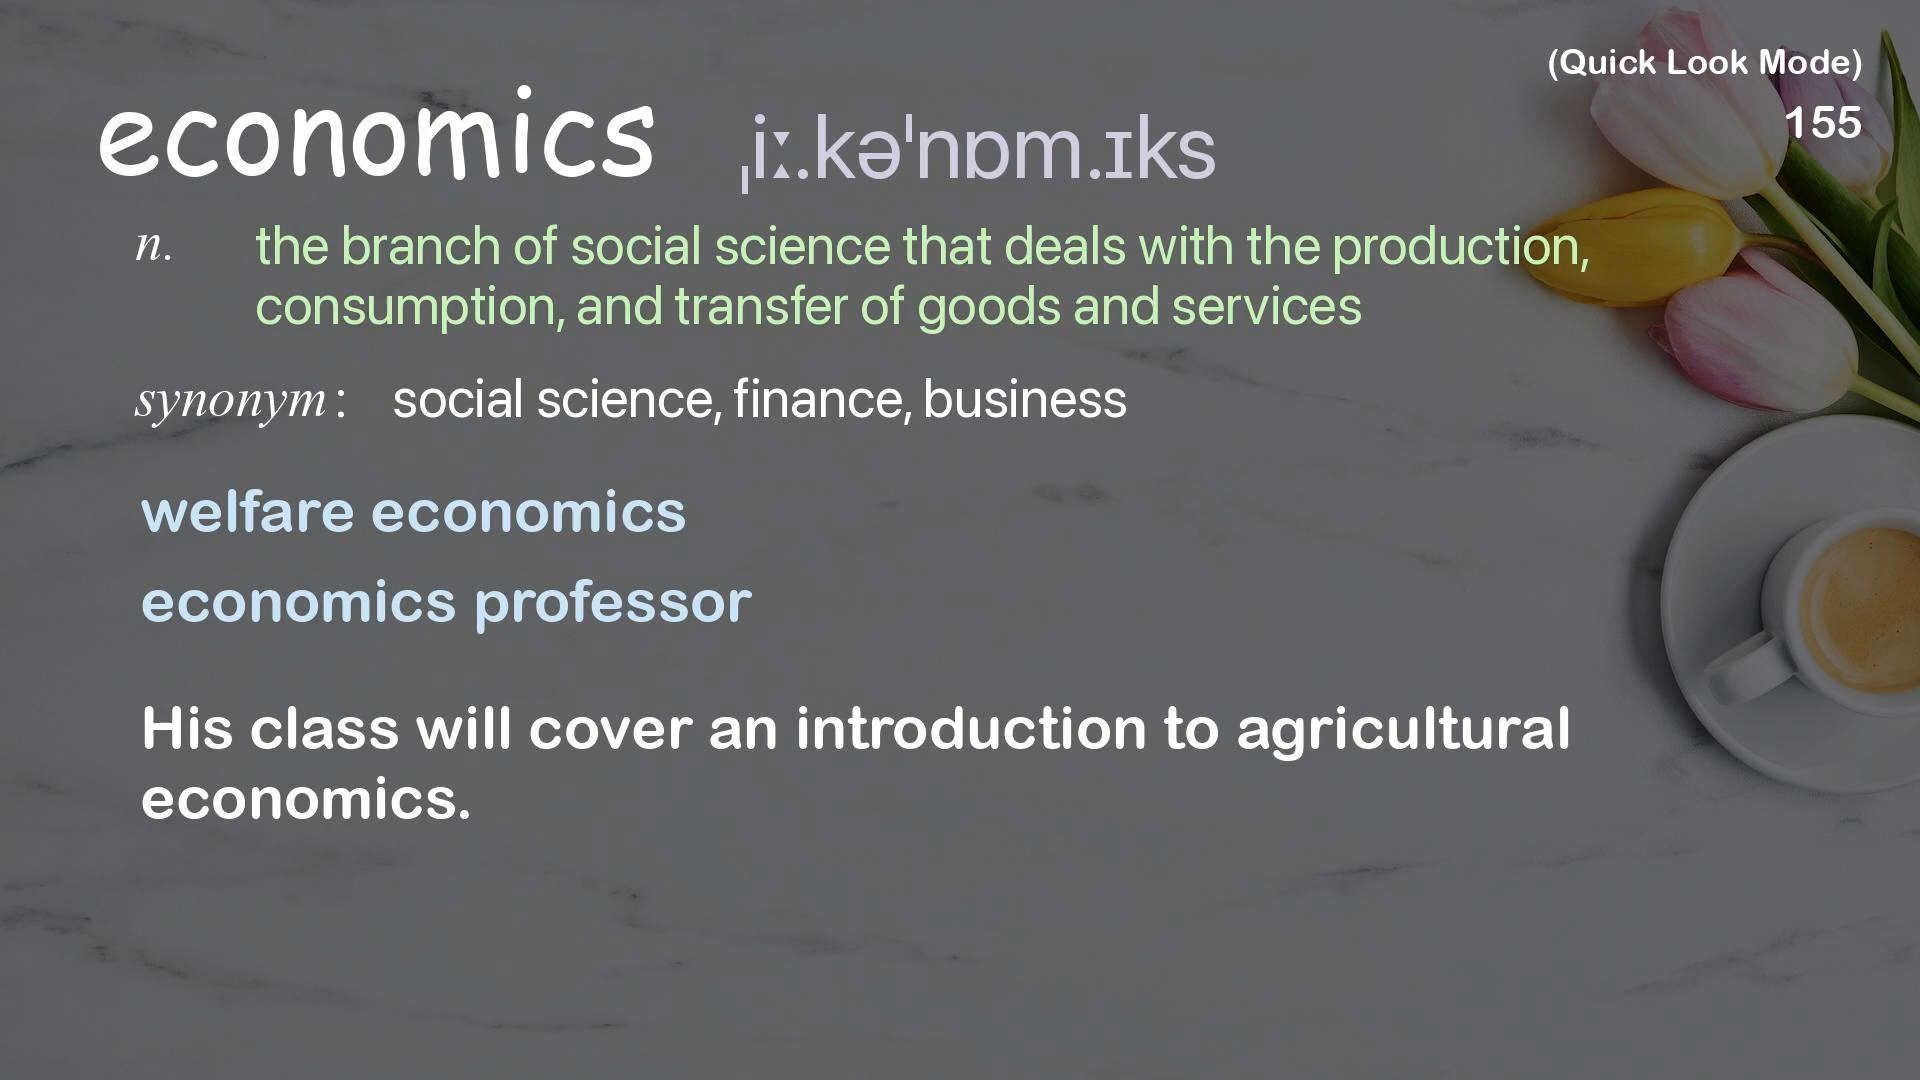 (Quick Look Mode)
155
economics ˌiː.kəˈnɒm.ɪks
n. the branch of social science that deals with the production,
consumption, and transfer of goods and services
synonym: social science, finance, business
welfare economics
economics professor
His class will cover an introduction to agricultural
economics.